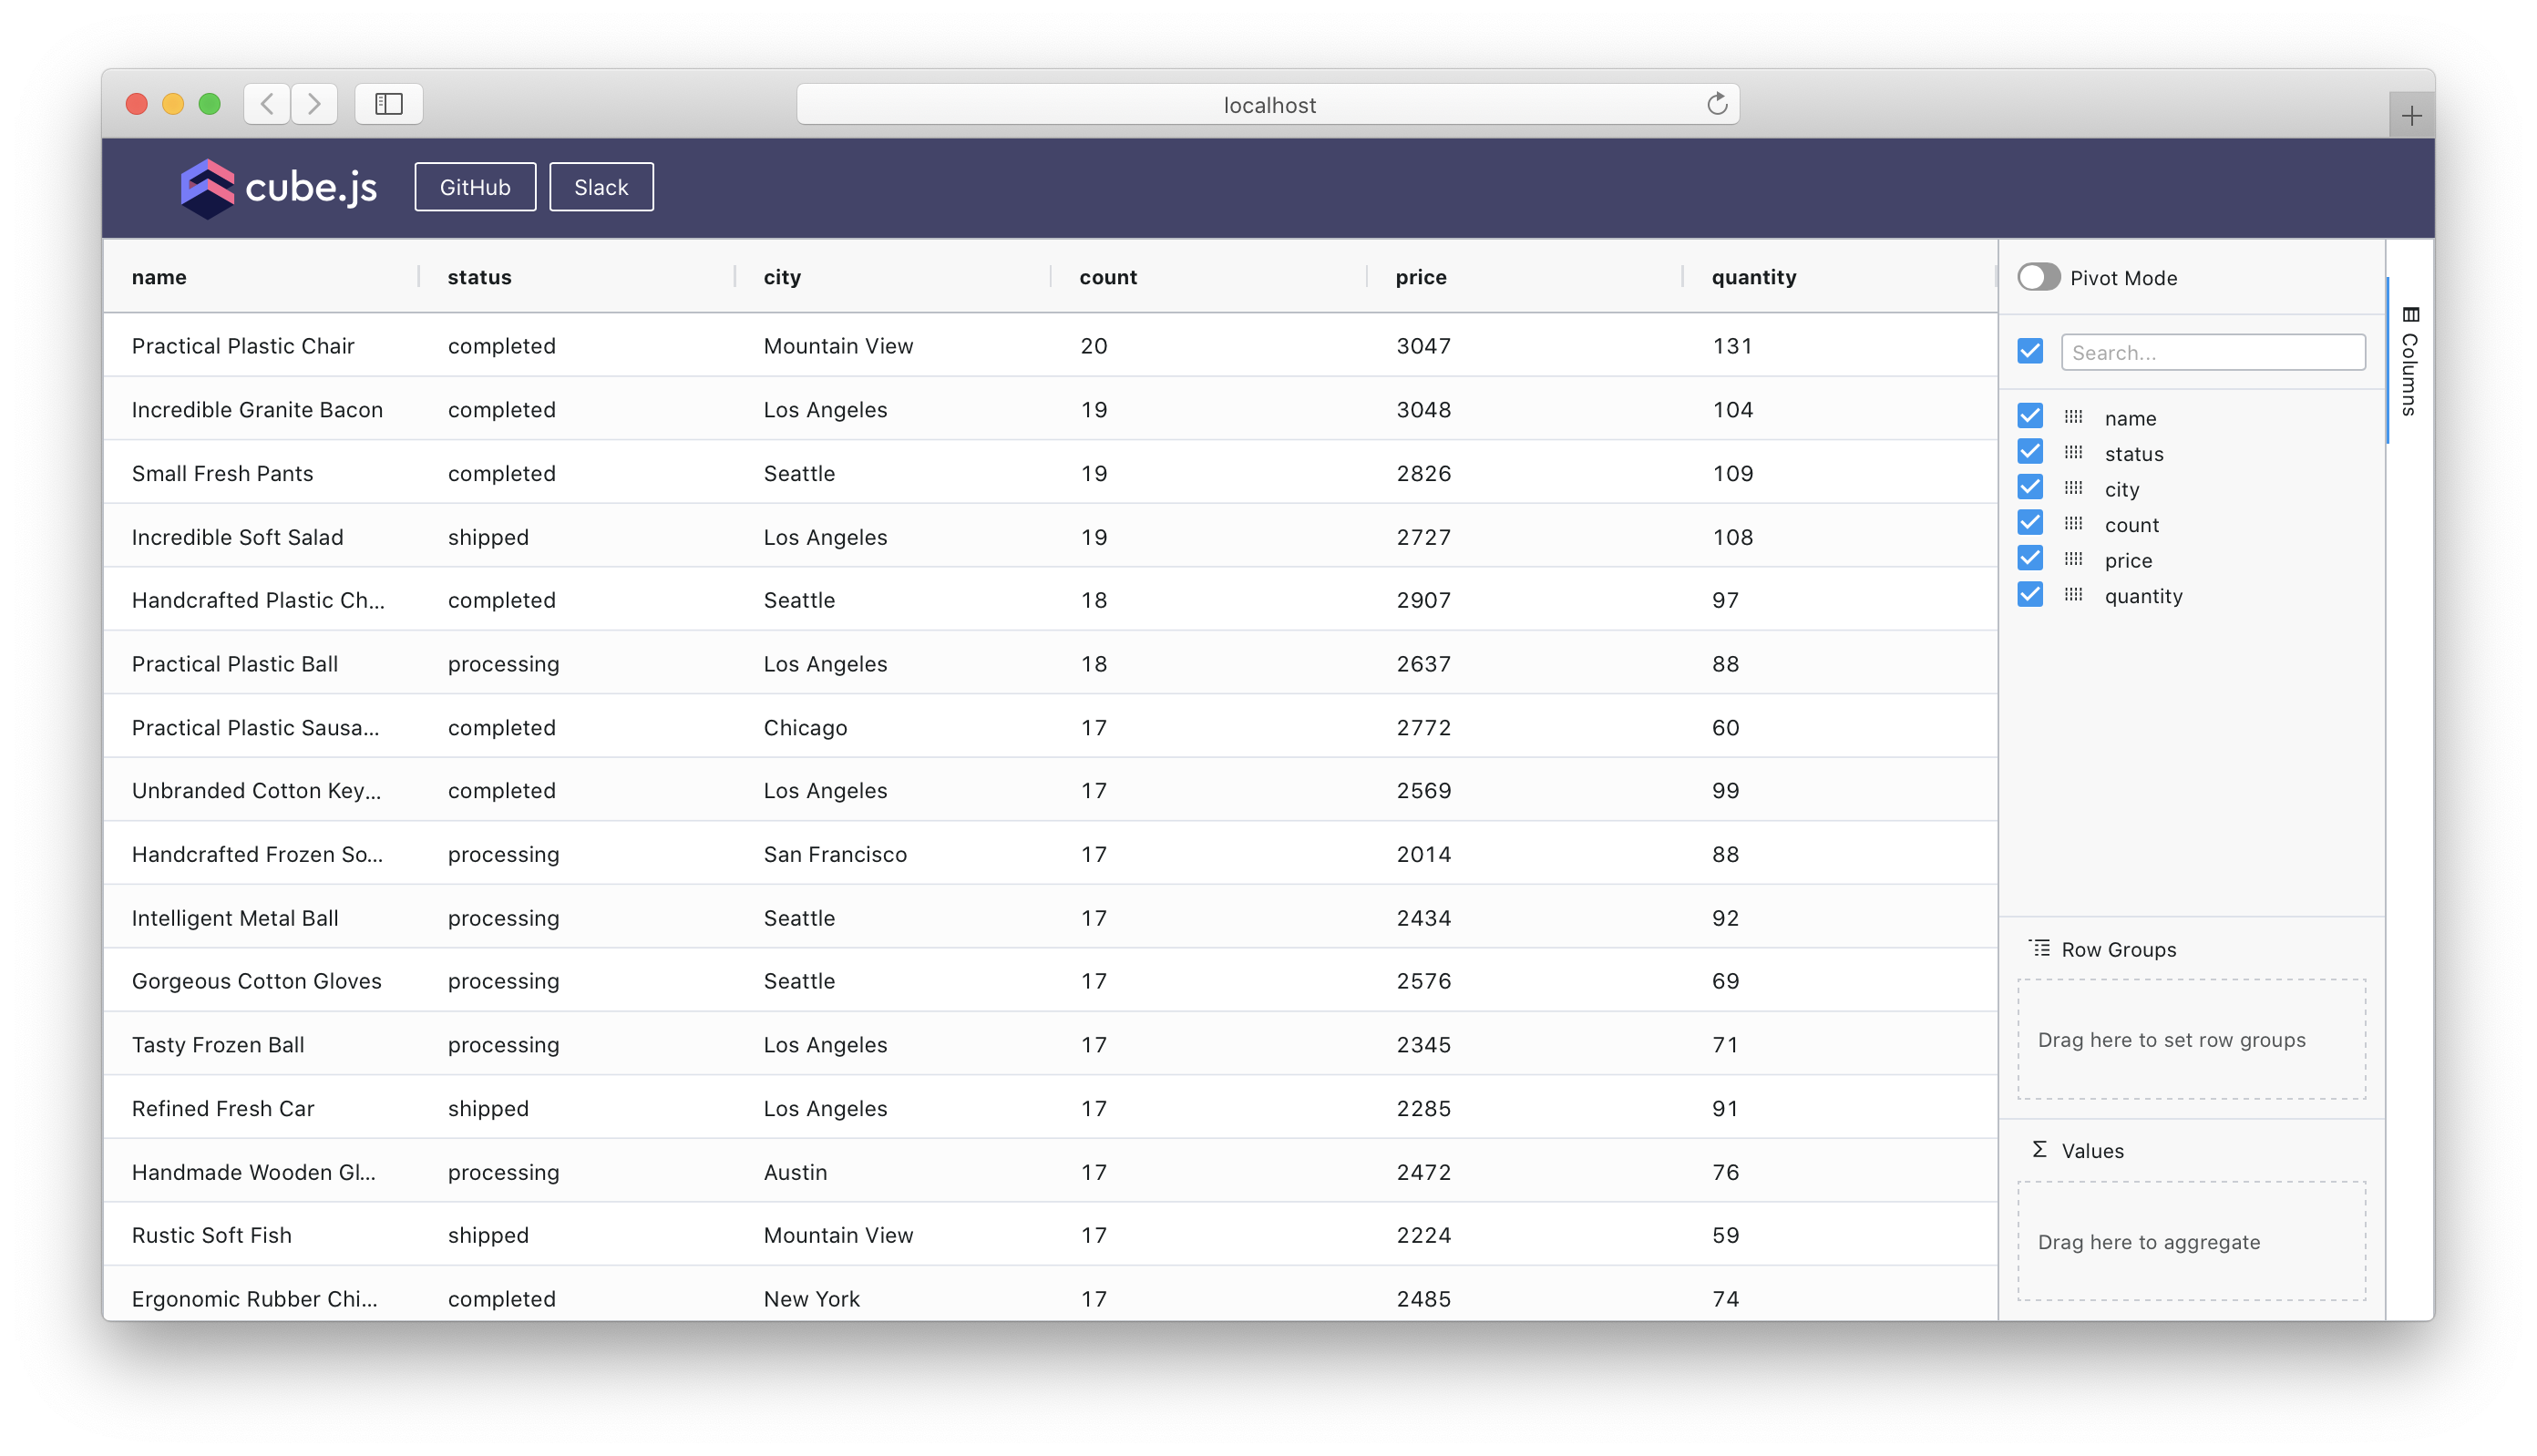 localhost
cube.js GitHub Slack
name status city count price quantity
Practical Plastic Chair completed Mountain View 20 3047 131
Incredible Granite Bacon completed Los Angeles 19 3048 104
Small Fresh Pants completed Seattle 19 2826 109
Incredible Soft Salad shipped Los Angeles 19 2727 108
Handcrafted Plastic Ch... completed Seattle 18 2907 97
Practical Plastic Ball processing Los Angeles 18 2637 88
Practical Plastic Sausa... completed Chicago 17 2772 60
Unbranded Cotton Key... completed Los Angeles 17 2569 99
Handcrafted Frozen So... processing San Francisco 17 2014 88
Intelligent Metal Ball processing Seattle 17 2434 92
Gorgeous Cotton Gloves processing Seattle 17 2576 69
Tasty Frozen Ball processing Los Angeles 17 2345 71
Refined Fresh Car shipped Los Angeles 17 2285 91
Handmade Wooden Gl... processing Austin 17 2472 76
Rustic Soft Fish shipped Mountain View 17 2224 59
Ergonomic Rubber Chi... completed New York 17 2485 74
Pivot Mode
Search...
name
status
city
count
price
quantity
Row Groups
Drag here to set row groups
Σ Values
Drag here to aggregate
Columns